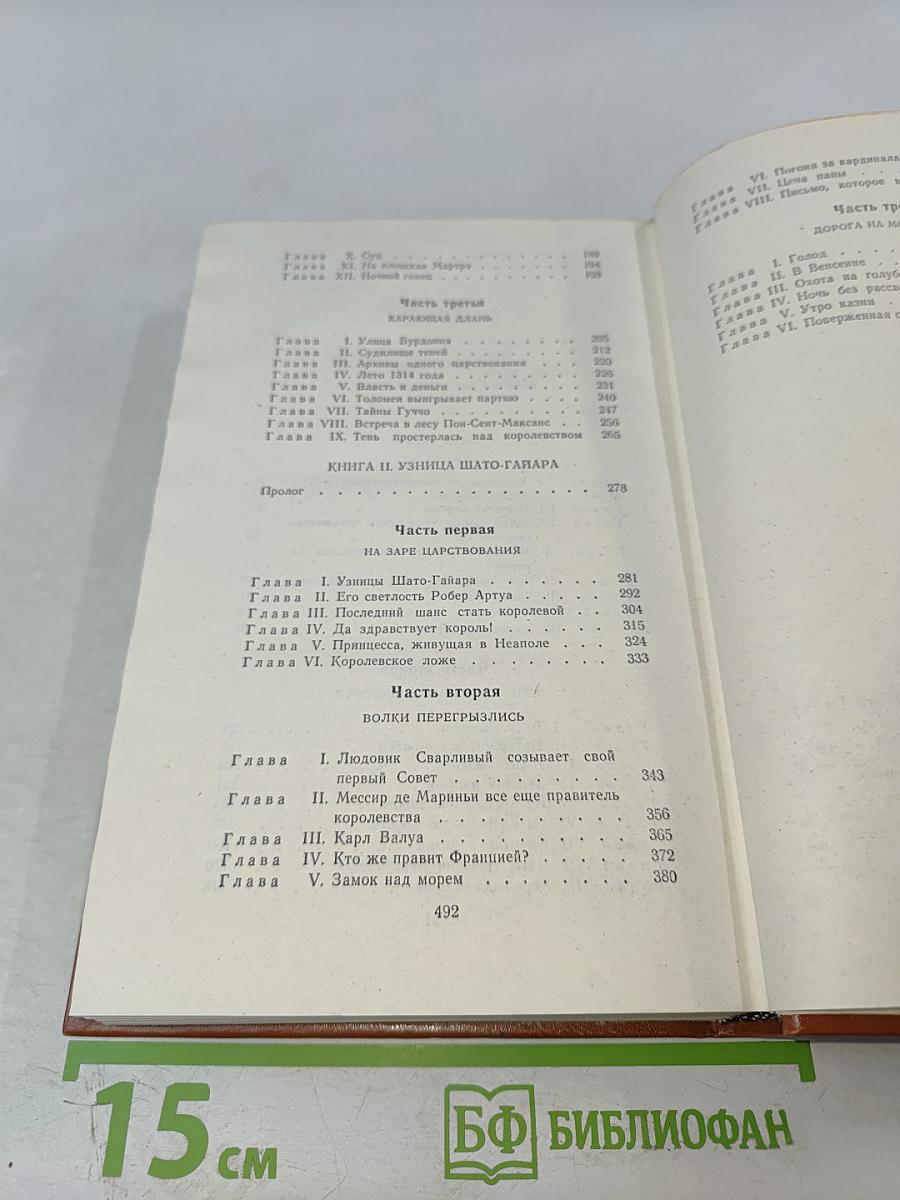 Глава X. Суд . . . . . . . . . . . . . 189
Глава XI. На площади Мартрэ . . . . . . . 194
Глава XII. Ночной гонец . . . . . . . . . . 198
Часть третья
КАРАЮЩАЯ ДЛАНЬ
Глава I. Улица Бурдоннэ . . . . . . . . 205
Глава II. Судилище теней . . . . . . . . 212
Глава III. Архивы одного царствования . . . . 220
Глава IV. Лето 1314 года . . . . . . . . . 226
Глава V. Власть и деньги . . . . . . . . 231
Глава VI. Толомеи выигрывает партию . . . . 240
Глава VII. Тайны Гуччо . . . . . . . . . . 247
Глава VIII. Встреча в лесу Пон-Сент-Максанс . . 256
Глава IX. Тень простерлась над королевством 265
КНИГА II. УЗНИЦА ШАТО-ГАЙАРА
Пролог . . . . . . . . . . . . . . . . . 278
Часть первая
НА ЗАРЕ ЦАРСТВОВАНИЯ
Глава I. Узницы Шато-Гайара . . . . . . . 281
Глава II. Его светлость Робер Артуа . . . . . 292
Глава III. Последний шанс стать королевой . . 304
Глава IV. Да здравствует король! . . . . . . 315
Глава V. Принцесса, живущая в Неаполе . . . 324
Глава VI. Королевское ложе . . . . . . . . 333
Часть вторая
ВОЛКИ ПЕРЕГРЫЗЛИСЬ
Глава I. Людовик Сварливый созывает свой
первый Совет . . . . . . . . . 343
Глава II. Мессир де Мариньи все еще правитель
королевства . . . . . . . . . . 356
Глава III. Карл Валуа . . . . . . . . . . 365
Глава IV. Кто же правит Францией? . . . . . 372
Глава V. Замок над морем . . . . . . . . 380
492
Глава VI. Погоня за кардинала
Глава VII. Цена папы . . .
Глава VIII. Письмо, которое
Часть тре
ДОРОГА НА МО
Глава I. Голод . . . .
Глава II. В Венсенне . . .
Глава III. Охота на голуб
Глава IV. Ночь без рассв
Глава V. Утро казни . .
Глава VI. Поверженная с
15 см
БФ БИБЛИОФАН